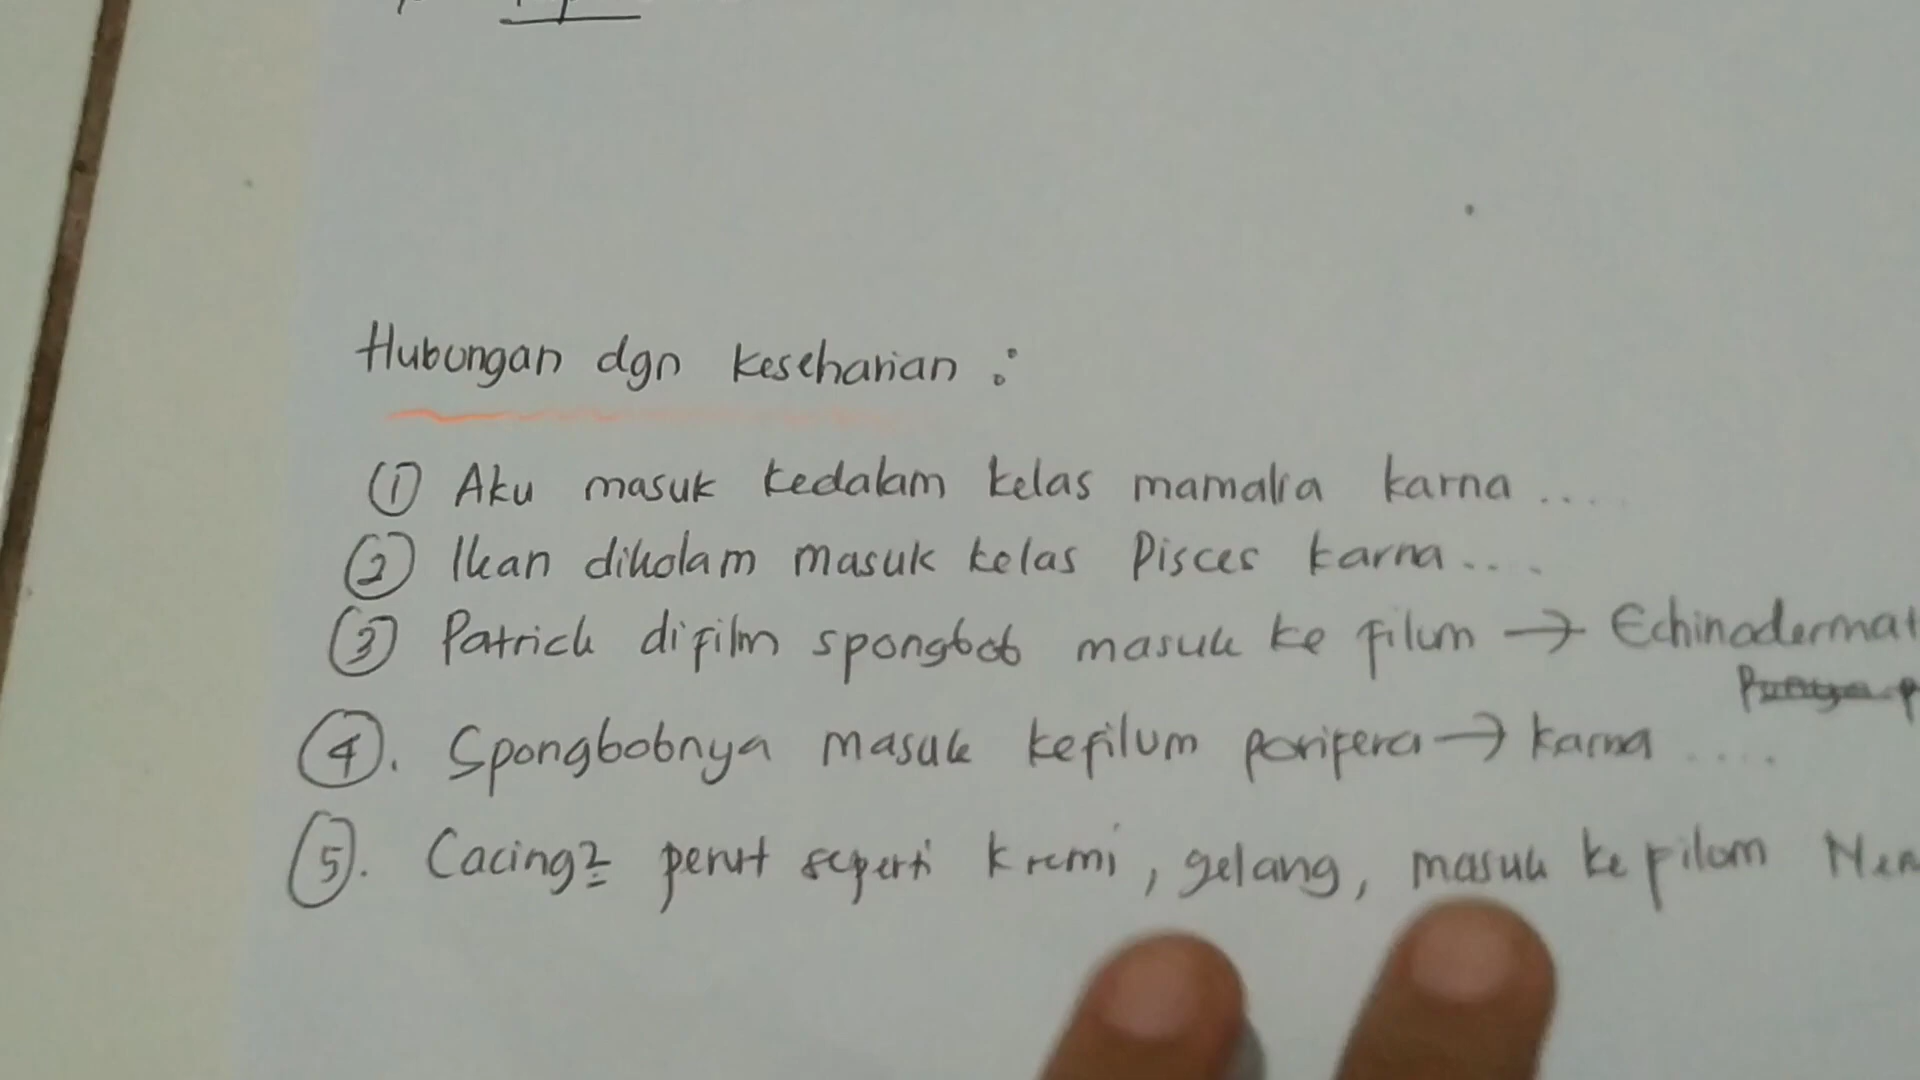 Hubungan dgn keseharian :
(1) Aku masuk kedalam kelas mamalia karna ....
(2) Ikan dikolam masuk kelas Pisces karna ....
(3) Patrick difilm spongbob masuk ke filum → Echinodermat
(4). Spongbobnya masuk kefilum porifera → karna ....
(5). Cacing2 perut seperti kremi, gelang, masuk ke filum Nem